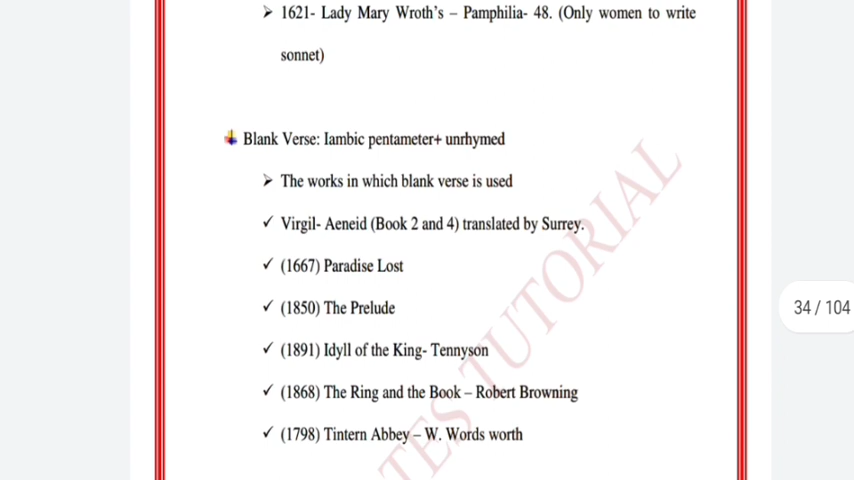 ➢ 1621- Lady Mary Wroth's – Pamphilia- 48. (Only women to write
sonnet)
Blank Verse: Iambic pentameter+ unrhymed
➢ The works in which blank verse is used
✓ Virgil- Aeneid (Book 2 and 4) translated by Surrey.
✓ (1667) Paradise Lost
✓ (1850) The Prelude
✓ (1891) Idyll of the King- Tennyson
✓ (1868) The Ring and the Book – Robert Browning
✓ (1798) Tintern Abbey – W. Words worth
TES TUTORIAL
34 / 104